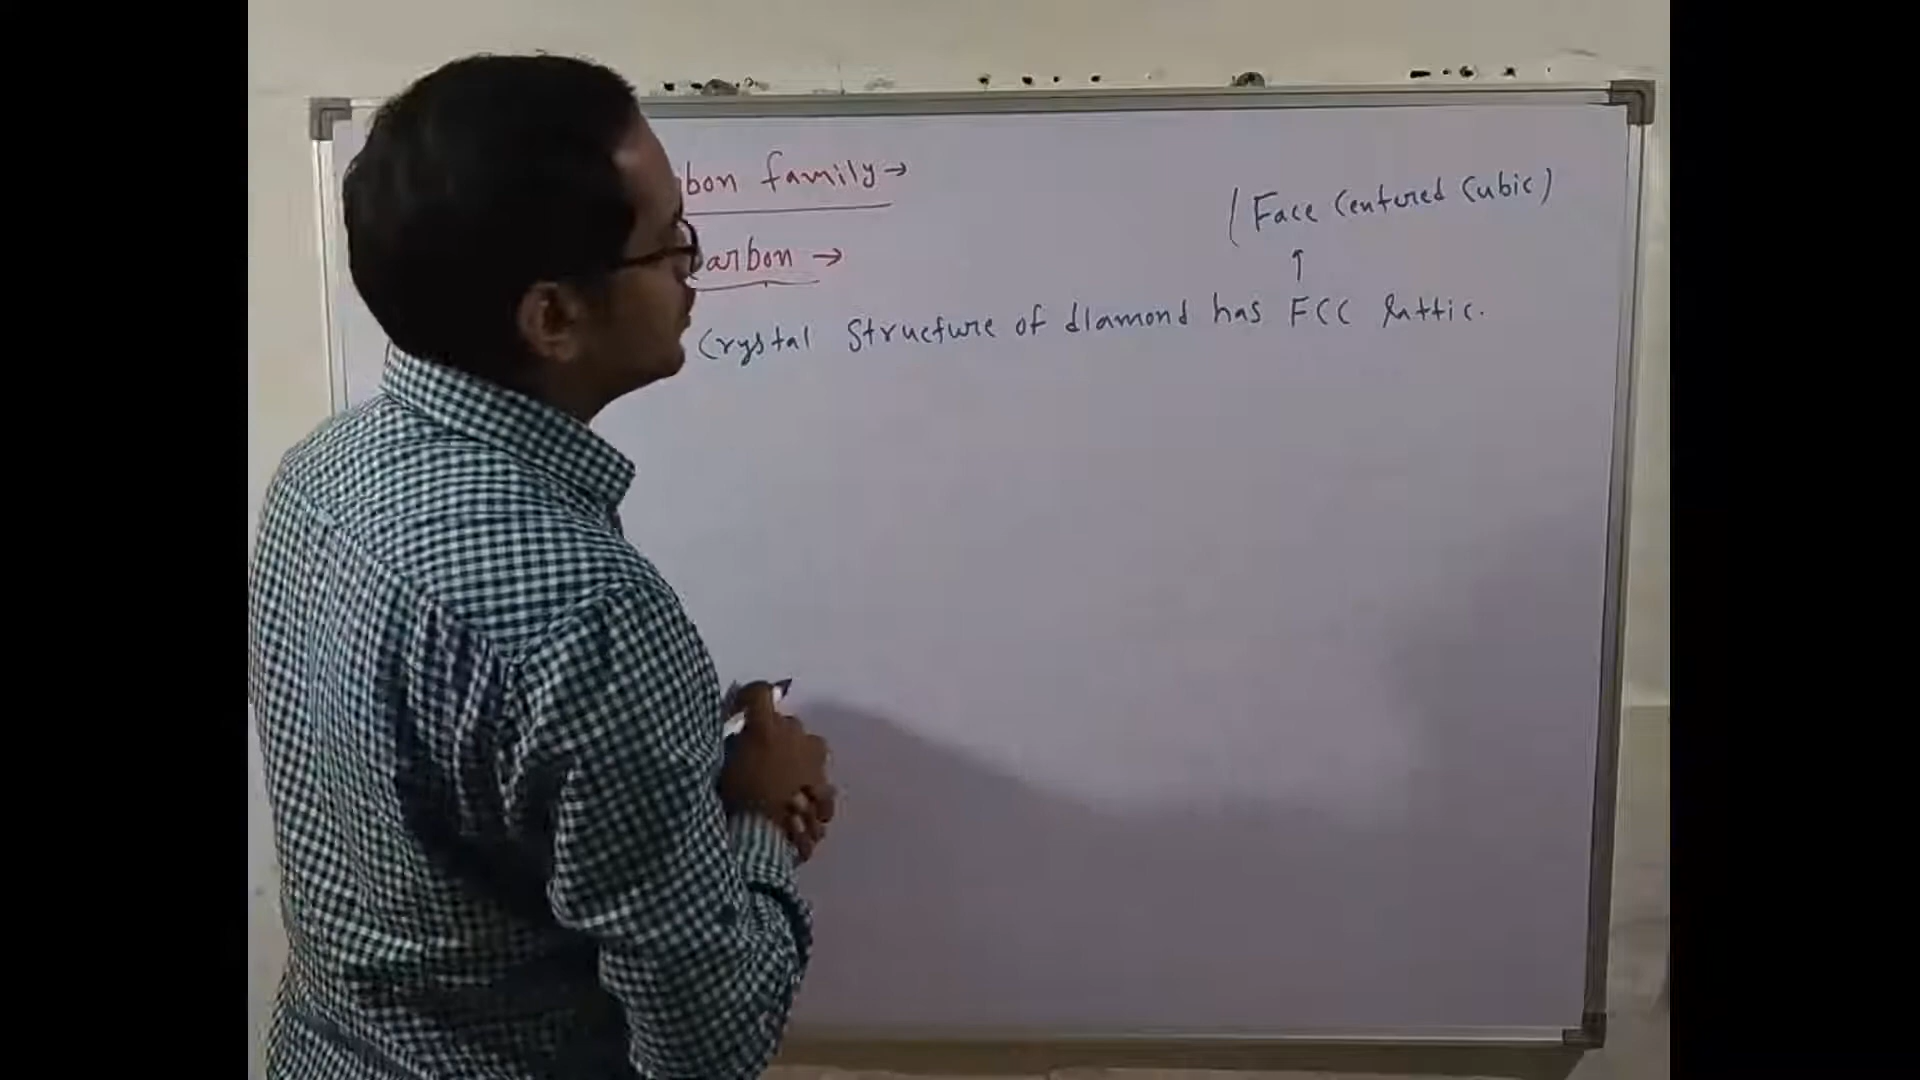 bon family→
(Face Centered Cubic)
arbon →
↑
Crystal Structure of diamond has FCC lattic.